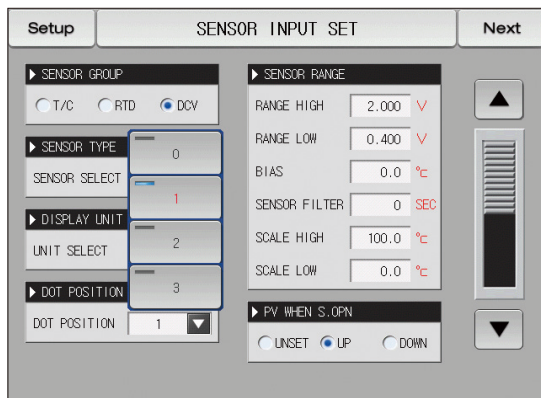 Setup
SENSOR INPUT SET
Next
SENSOR GROUP
T/C RTD DCV
SENSOR TYPE
SENSOR SELECT
DISPLAY UNIT
UNIT SELECT
DOT POSITION
DOT POSITION 1
0
1
2
3
SENSOR RANGE
RANGE HIGH 2.000 V
RANGE LOW 0.400 V
BIAS 0.0 ℃
SENSOR FILTER 0 SEC
SCALE HIGH 100.0 ℃
SCALE LOW 0.0 ℃
PV WHEN S.OPN
UNSET UP DOWN